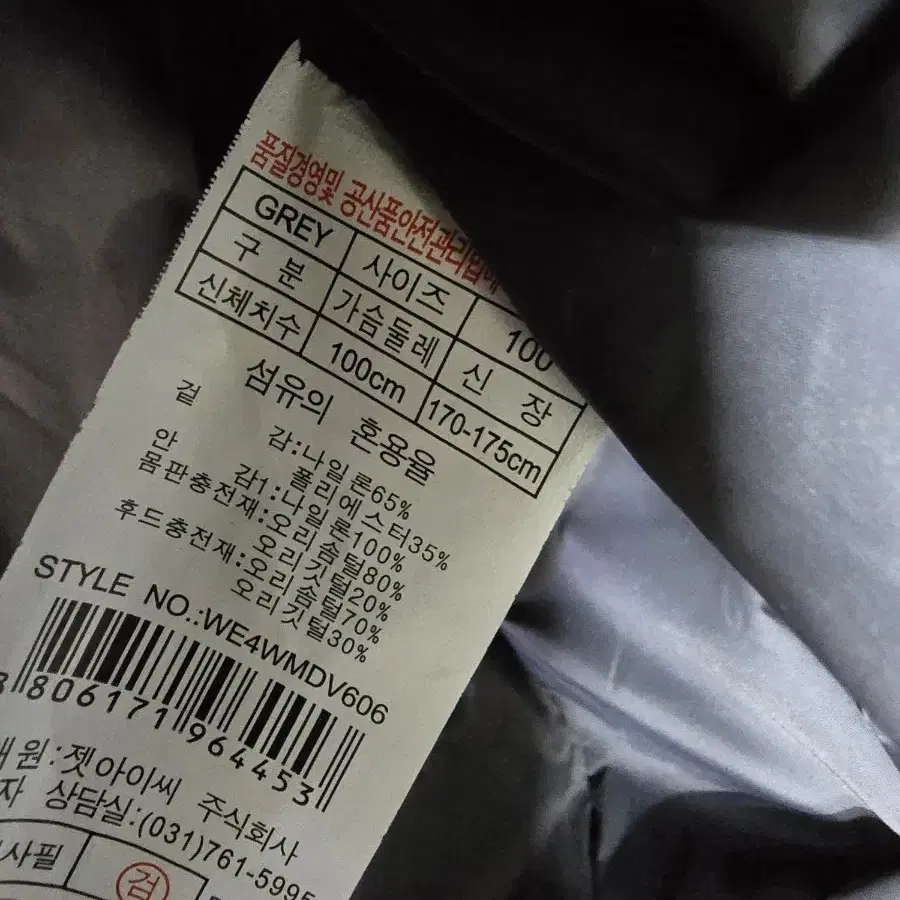 품질경영및 공산품안전관리법에
GREY 사이즈 100
구 분 가슴둘레 신 장
신체치수 100cm 170-175cm
섬유의 혼용율
겉 감:나일론65%
폴리에스터35%
안 감1:나일론100%
몸판충전재:오리솜털80%
오리깃털20%
후드충전재:오리솜털70%
오리깃털30%
STYLE NO.:WE4WMDV606
8 806171 964453
원:젯아이씨 주식회사
자 상담실:(031)761-5995
사필 검